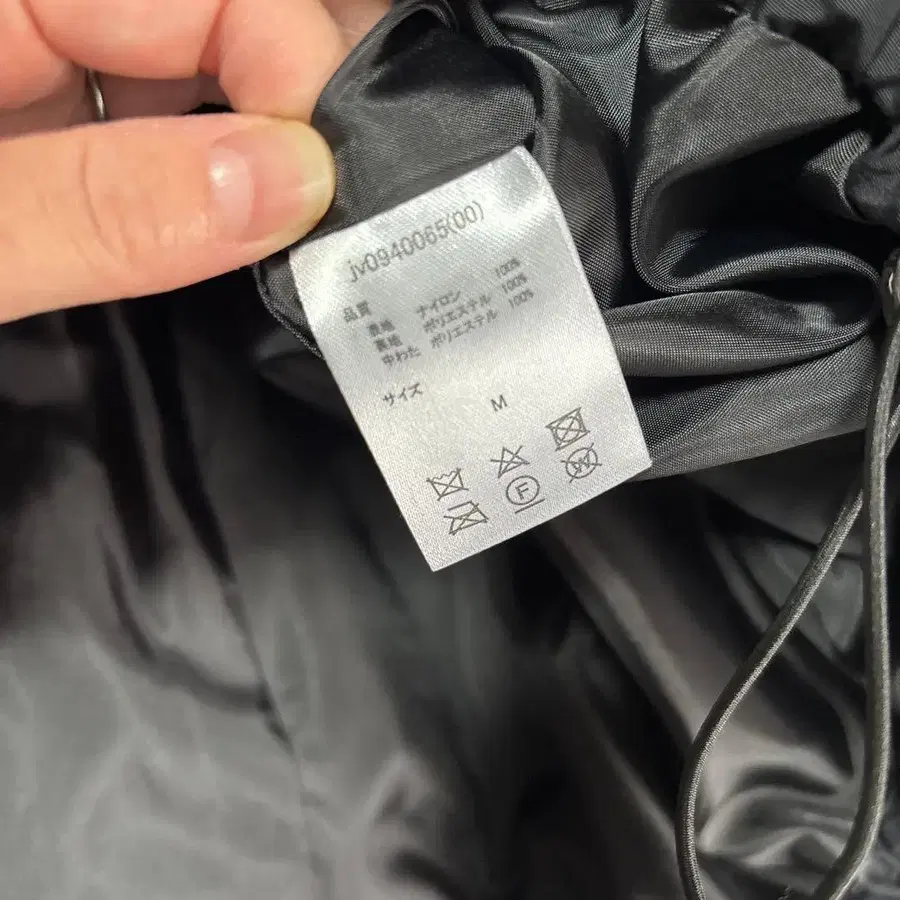 jv0940065(00)
品質
表地 ナイロン 100%
裏地 ポリエステル 100%
中わた ポリエステル 100%
サイズ
M
F
W